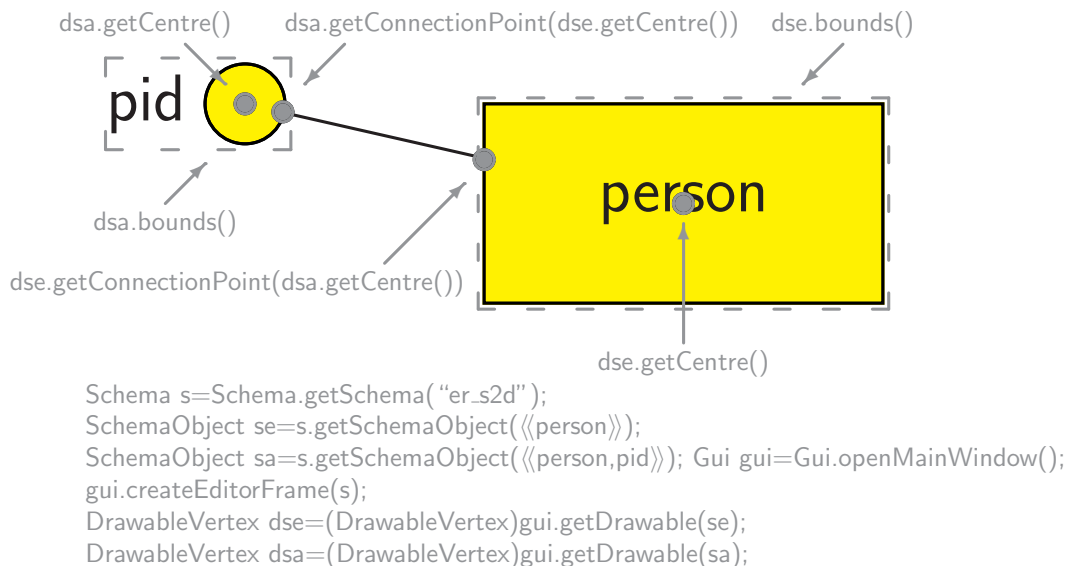 dsa.getCentre()
dsa.getConnectionPoint(dse.getCentre())
dse.bounds()
pid
person
dsa.bounds()
dse.getConnectionPoint(dsa.getCentre())
dse.getCentre()
Schema s=Schema.getSchema(“er_s2d”);
SchemaObject se=s.getSchemaObject(⟪person⟫);
SchemaObject sa=s.getSchemaObject(⟪person,pid⟫); Gui gui=Gui.openMainWindow();
gui.createEditorFrame(s);
DrawableVertex dse=(DrawableVertex)gui.getDrawable(se);
DrawableVertex dsa=(DrawableVertex)gui.getDrawable(sa);